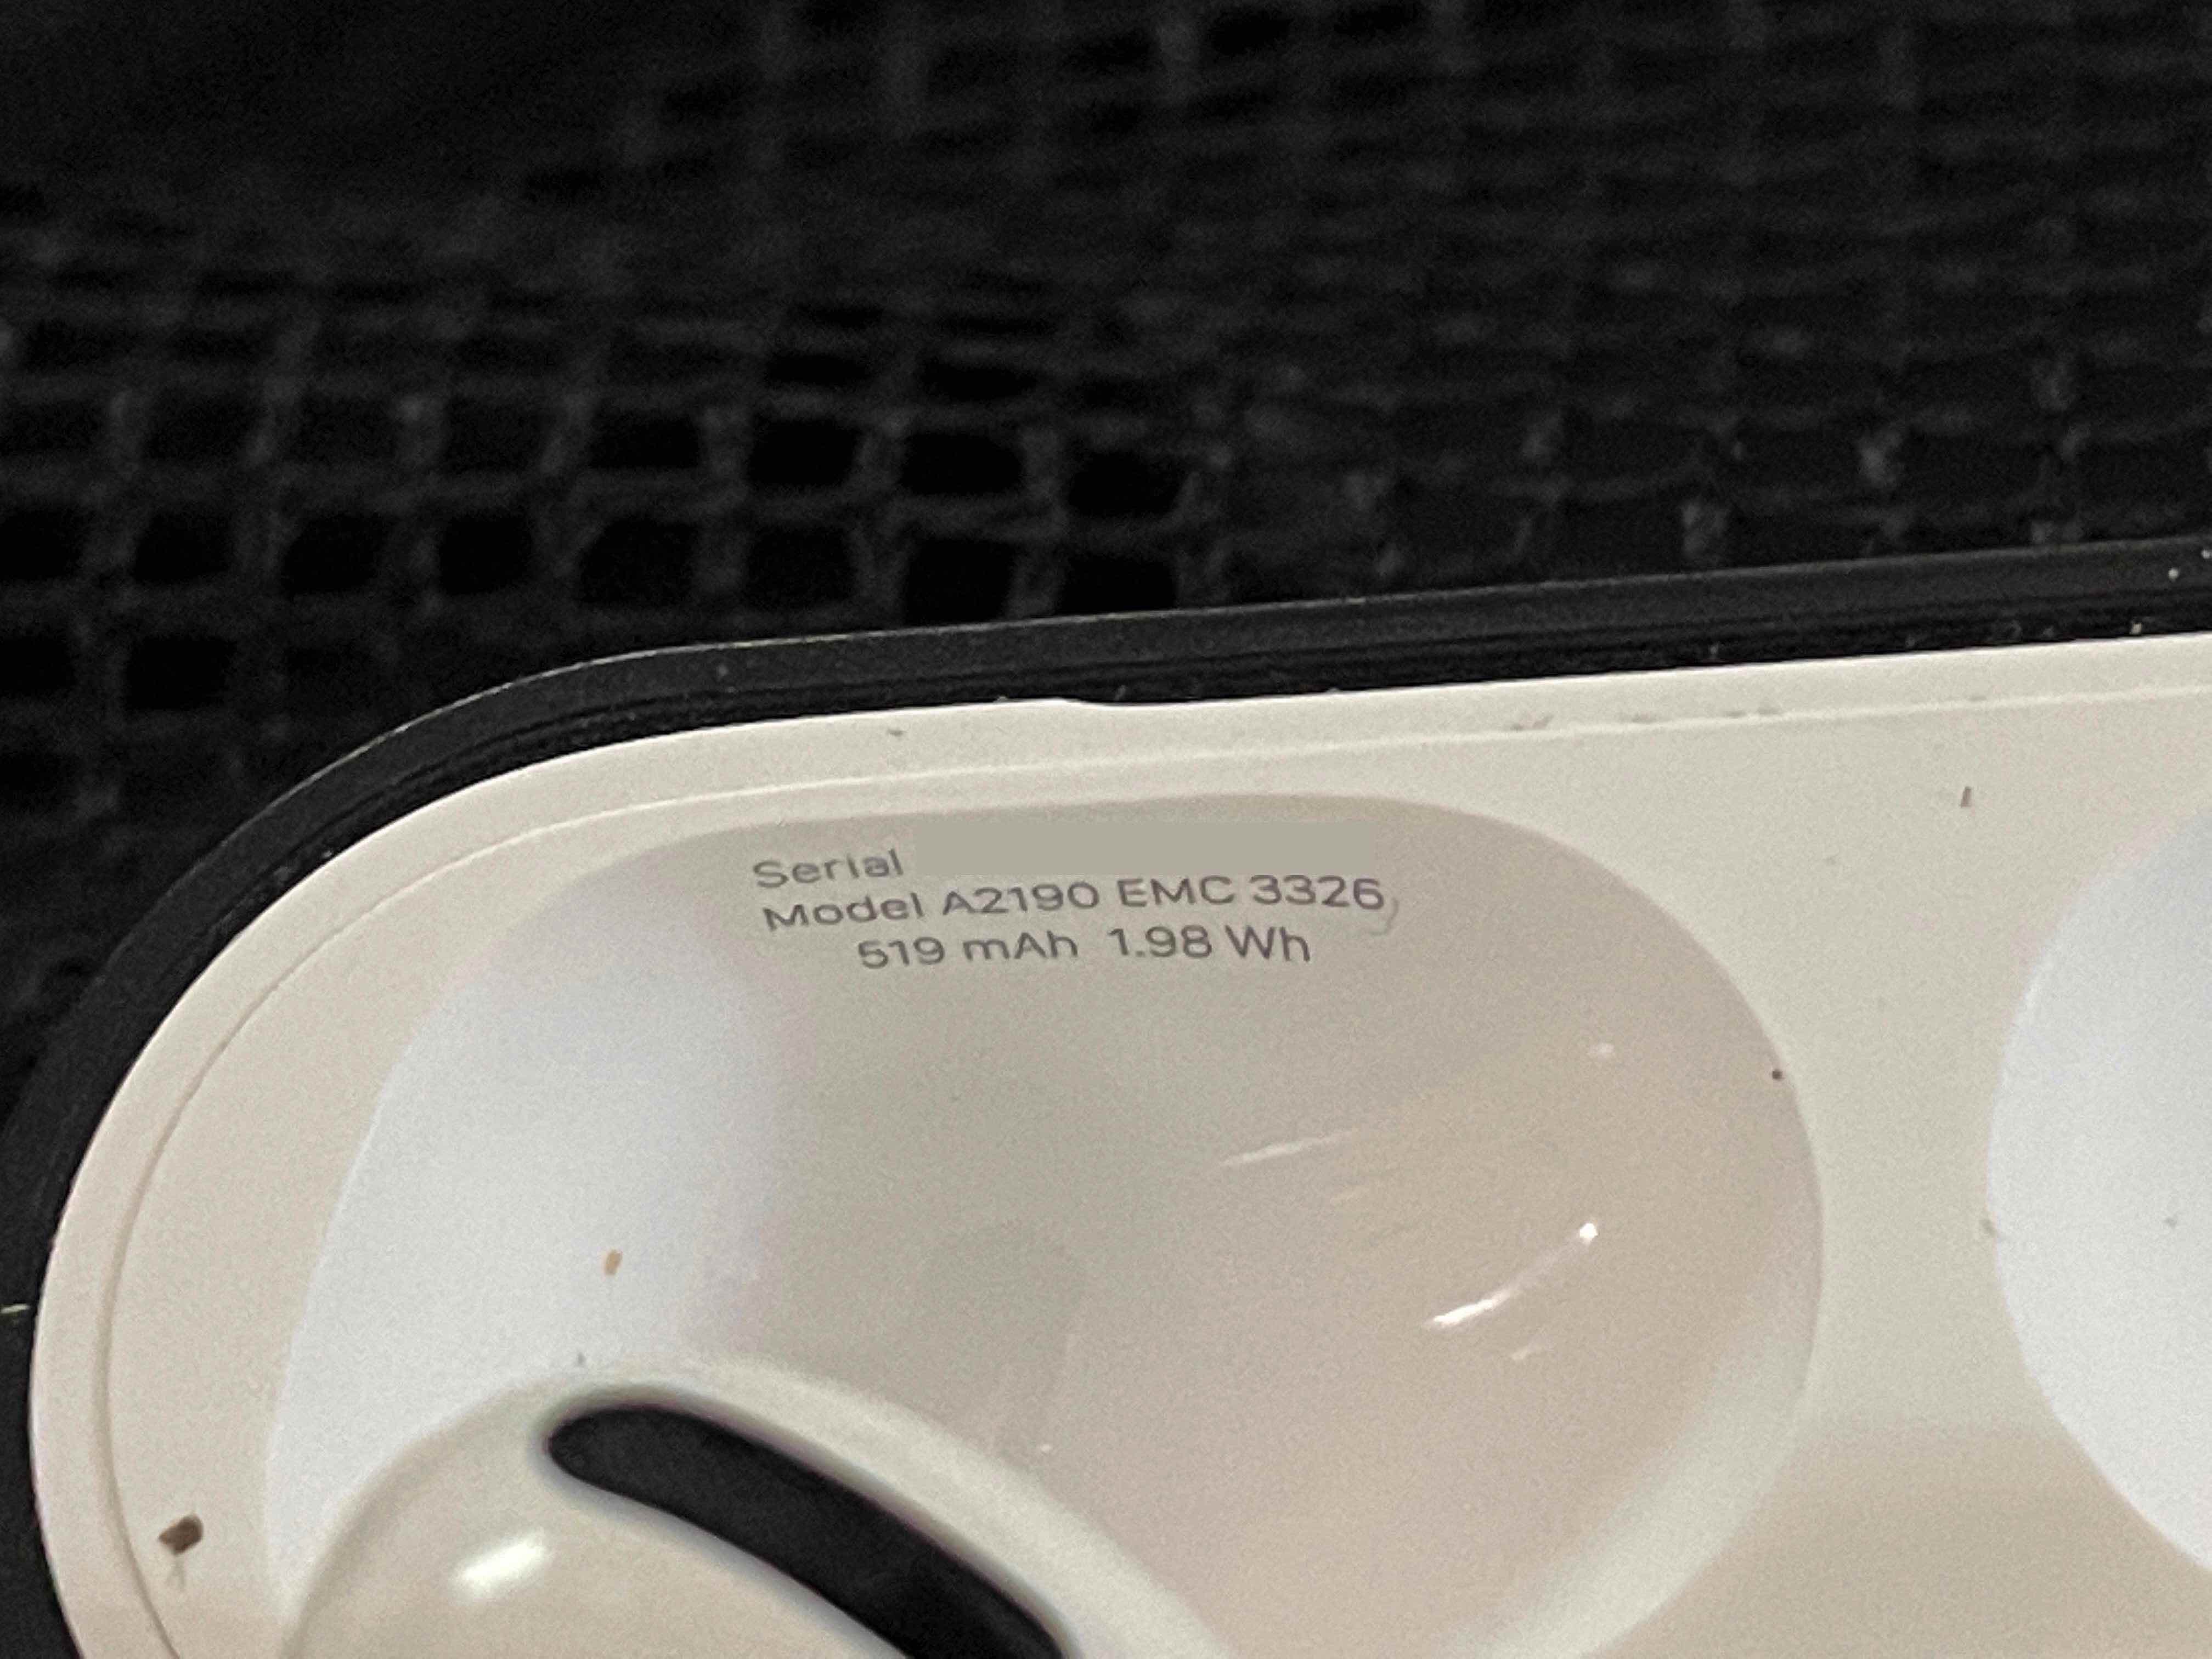 Serial
Model A2190 EMC 3326
519 mAh 1.98 Wh